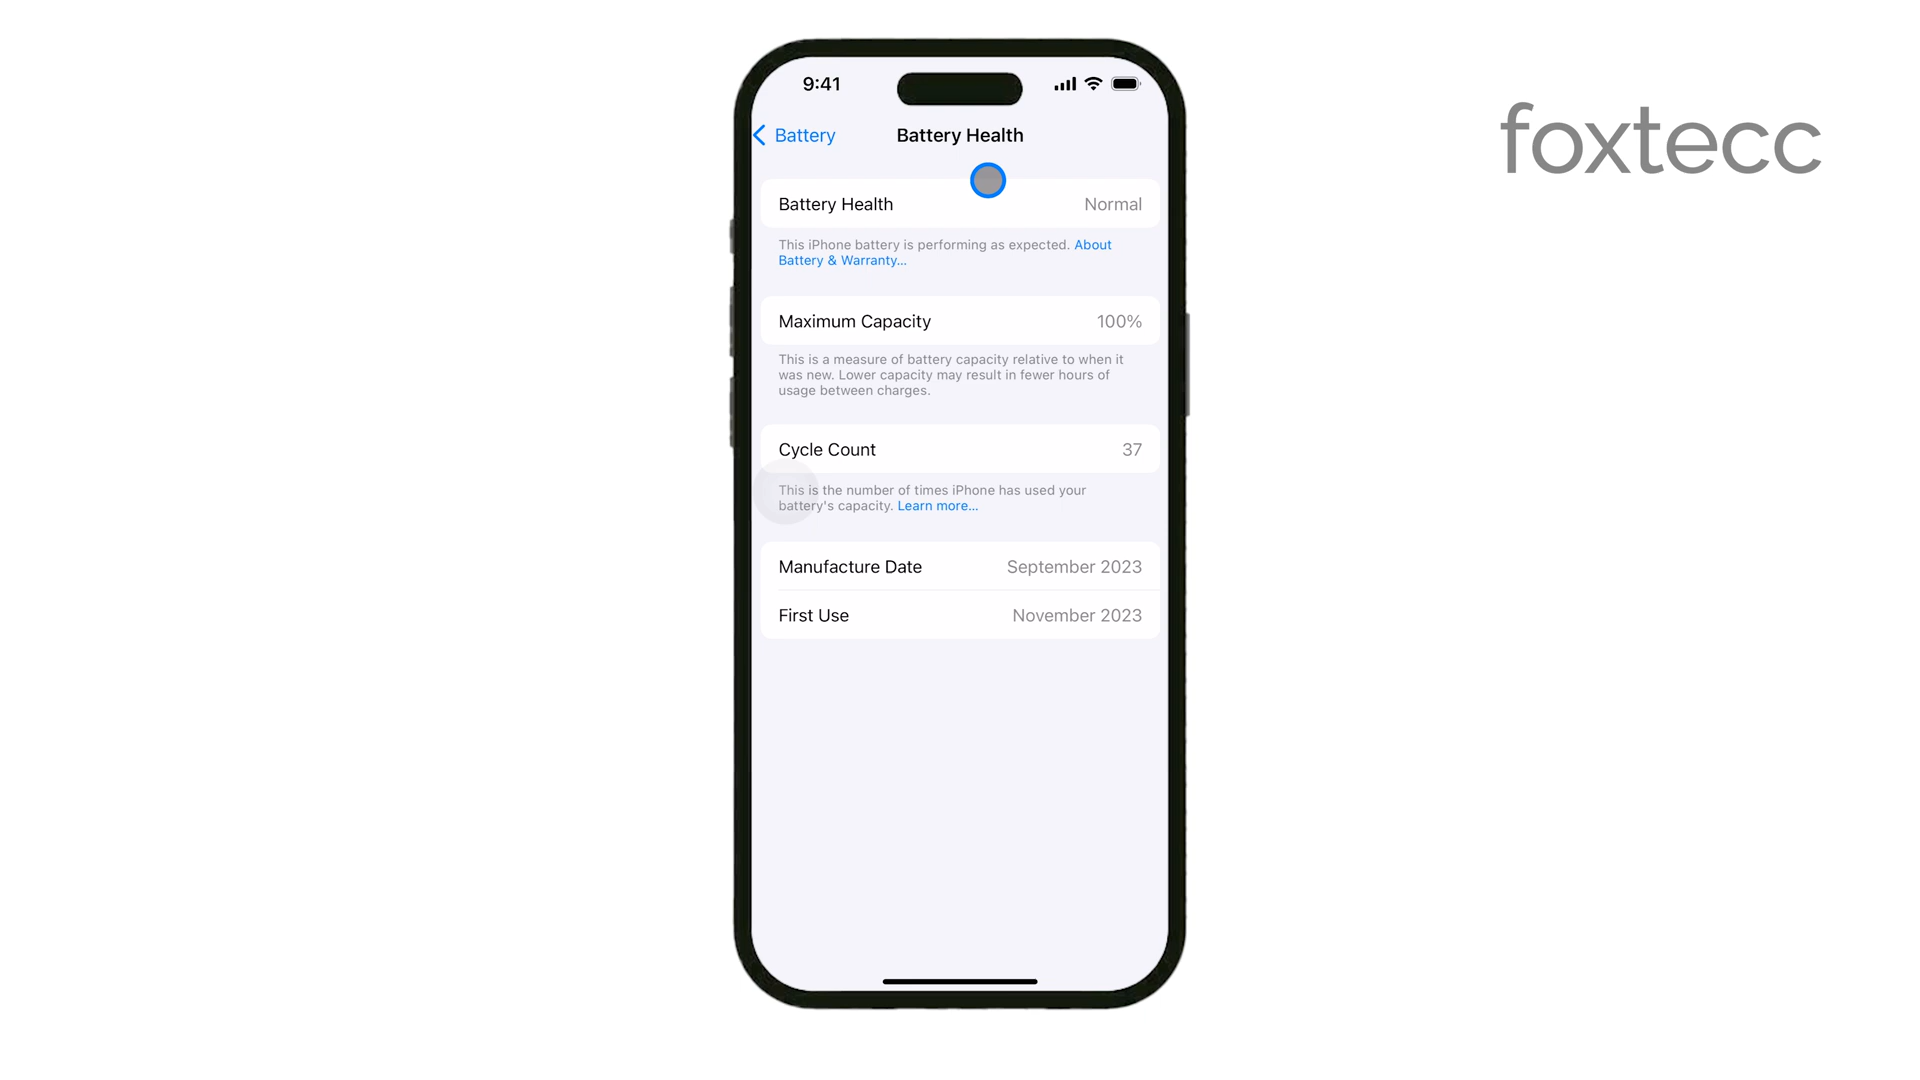 9:41
foxtecc
Battery
Battery Health
Battery Health Normal
This iPhone battery is performing as expected. About
Battery & Warranty...
Maximum Capacity 100%
This is a measure of battery capacity relative to when it
was new. Lower capacity may result in fewer hours of
usage between charges.
Cycle Count 37
This is the number of times iPhone has used your
battery's capacity. Learn more...
Manufacture Date September 2023
First Use November 2023